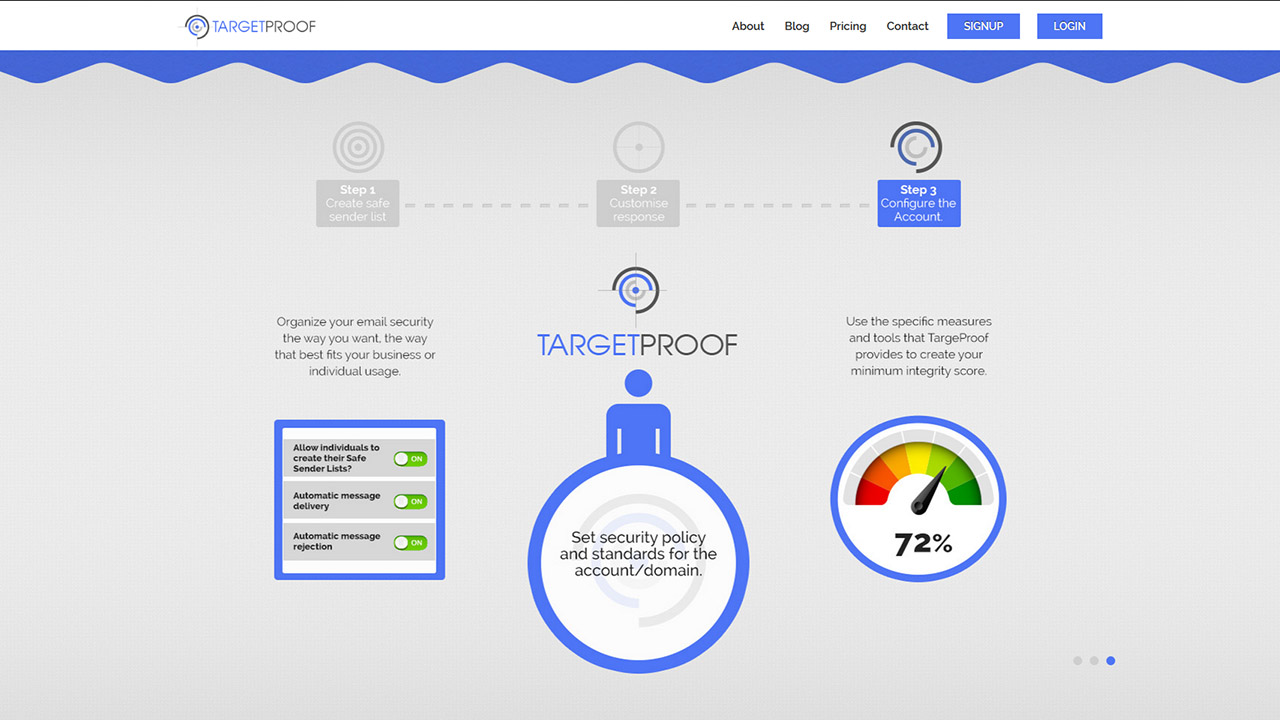 TARGETPROOF
About Blog Pricing Contact SIGNUP LOGIN
Step 1
Create safe
sender list
Step 2
Customise
response
Step 3
Configure the
Account.
TARGETPROOF
Organize your email security
the way you want, the way
that best fits your business or
individual usage.
Allow individuals to
create their Safe
Sender Lists?
ON
Automatic message
delivery
ON
Automatic message
rejection
ON
Set security policy
and standards for the
account/domain.
Use the specific measures
and tools that TargeProof
provides to create your
minimum integrity score.
72%